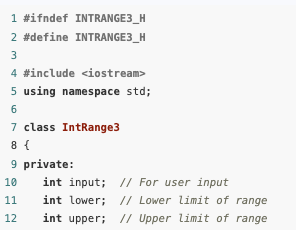 1 #ifndef INTRANGE3_H
2 #define INTRANGE3_H
3
4 #include <iostream>
5 using namespace std;
6
7 class IntRange3
8 {
9 private:
10    int input;  // For user input
11    int lower;  // Lower limit of range
12    int upper;  // Upper limit of range